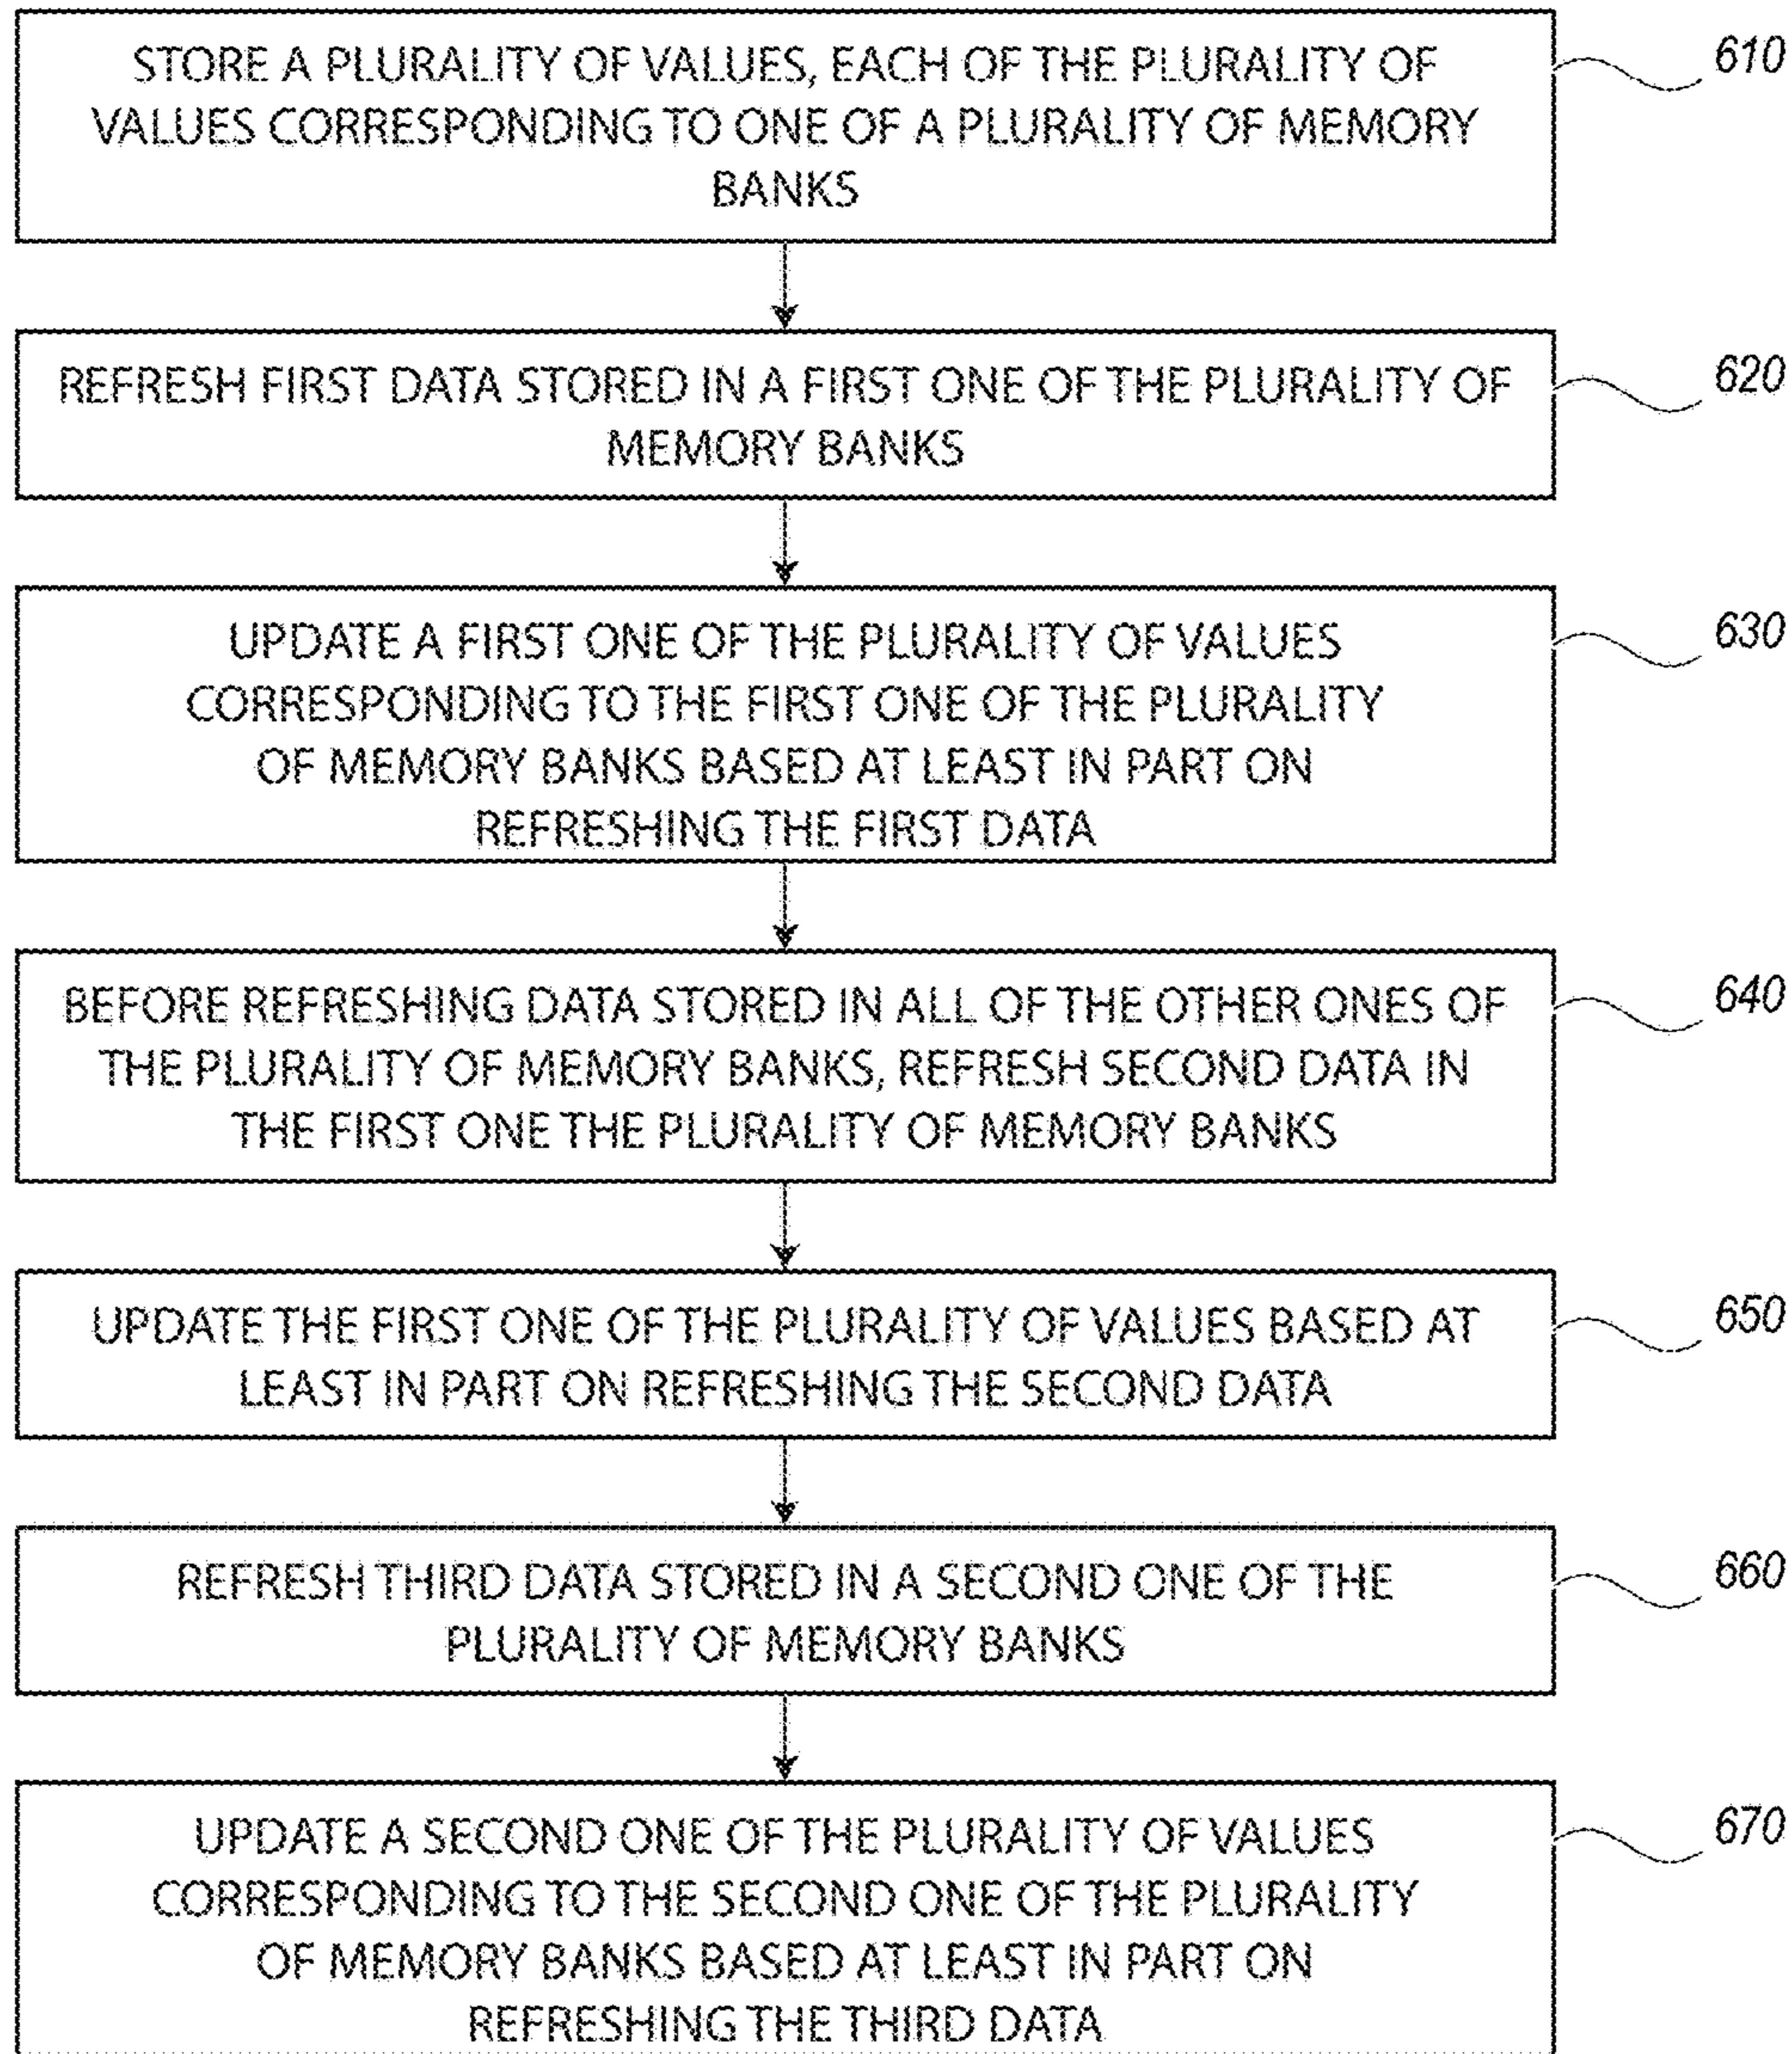 STORE A PLURALITY OF VALUES, EACH OF THE PLURALITY OF
VALUES CORRESPONDING TO ONE OF A PLURALITY OF MEMORY
BANKS
610
REFRESH FIRST DATA STORED IN A FIRST ONE OF THE PLURALITY OF
MEMORY BANKS
620
UPDATE A FIRST ONE OF THE PLURALITY OF VALUES
CORRESPONDING TO THE FIRST ONE OF THE PLURALITY
OF MEMORY BANKS BASED AT LEAST IN PART ON
REFRESHING THE FIRST DATA
630
BEFORE REFRESHING DATA STORED IN ALL OF THE OTHER ONES OF
THE PLURALITY OF MEMORY BANKS, REFRESH SECOND DATA IN
THE FIRST ONE THE PLURALITY OF MEMORY BANKS
640
UPDATE THE FIRST ONE OF THE PLURALITY OF VALUES BASED AT
LEAST IN PART ON REFRESHING THE SECOND DATA
650
REFRESH THIRD DATA STORED IN A SECOND ONE OF THE
PLURALITY OF MEMORY BANKS
660
UPDATE A SECOND ONE OF THE PLURALITY OF VALUES
CORRESPONDING TO THE SECOND ONE OF THE PLURALITY
OF MEMORY BANKS BASED AT LEAST IN PART ON
REFRESHING THE THIRD DATA
670